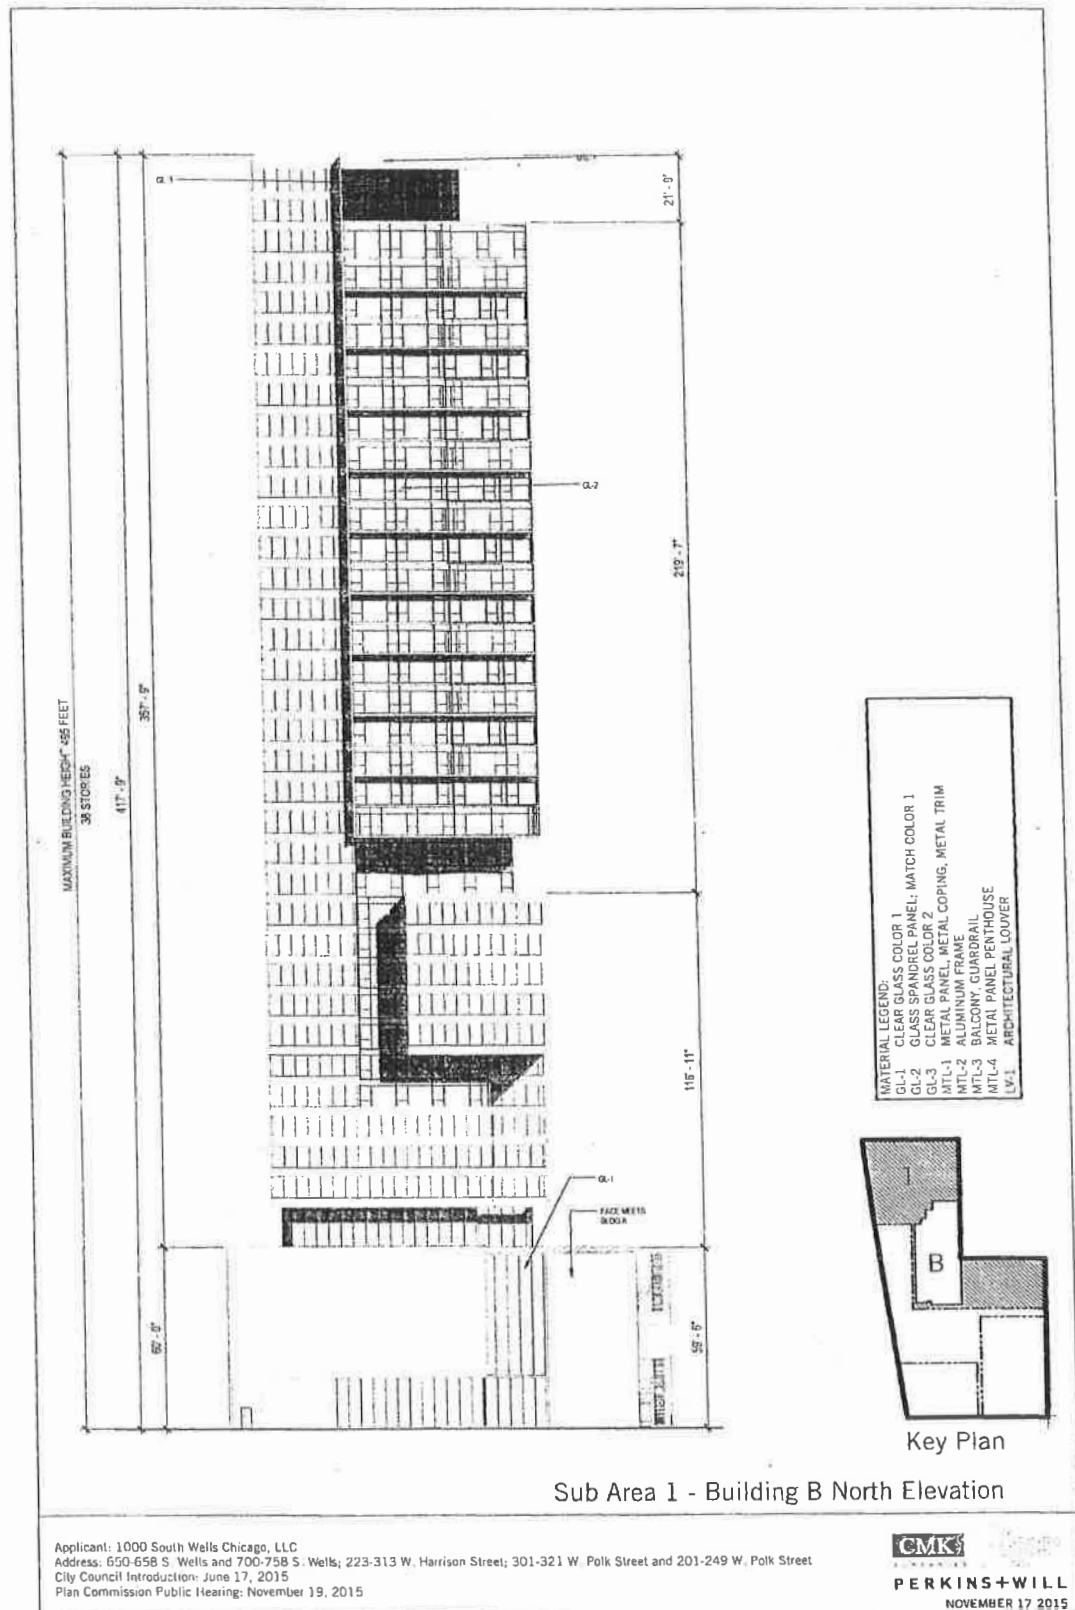 GL-1
21'- 9"
GL-2
219'- 7"
MAXIMUM BUILDING HEIGHT 495 FEET
38 STORIES
417'- 9"
357'- 9"
116'- 11"
GL-1
FACE MEETS
BLDG A
60'- 0"
59'- 6"
MATERIAL LEGEND:
GL-1 CLEAR GLASS COLOR 1
GL-2 GLASS SPANDREL PANEL: MATCH COLOR 1
GL-3 CLEAR GLASS COLOR 2
MTL-1 METAL PANEL, METAL COPING, METAL TRIM
MTL-2 ALUMINUM FRAME
MTL-3 BALCONY, GUARDRAIL
MTL-4 METAL PANEL PENTHOUSE
LV-1 ARCHITECTURAL LOUVER
1
B
Key Plan
Sub Area 1 - Building B North Elevation
Applicant: 1000 South Wells Chicago, LLC
Address: 650-658 S. Wells and 700-758 S. Wells; 223-313 W. Harrison Street; 301-321 W. Polk Street and 201-249 W. Polk Street
City Council Introduction: June 17, 2015
Plan Commission Public Hearing: November 19, 2015
CMK
COMPANIES
PERKINS+WILL
NOVEMBER 17 2015